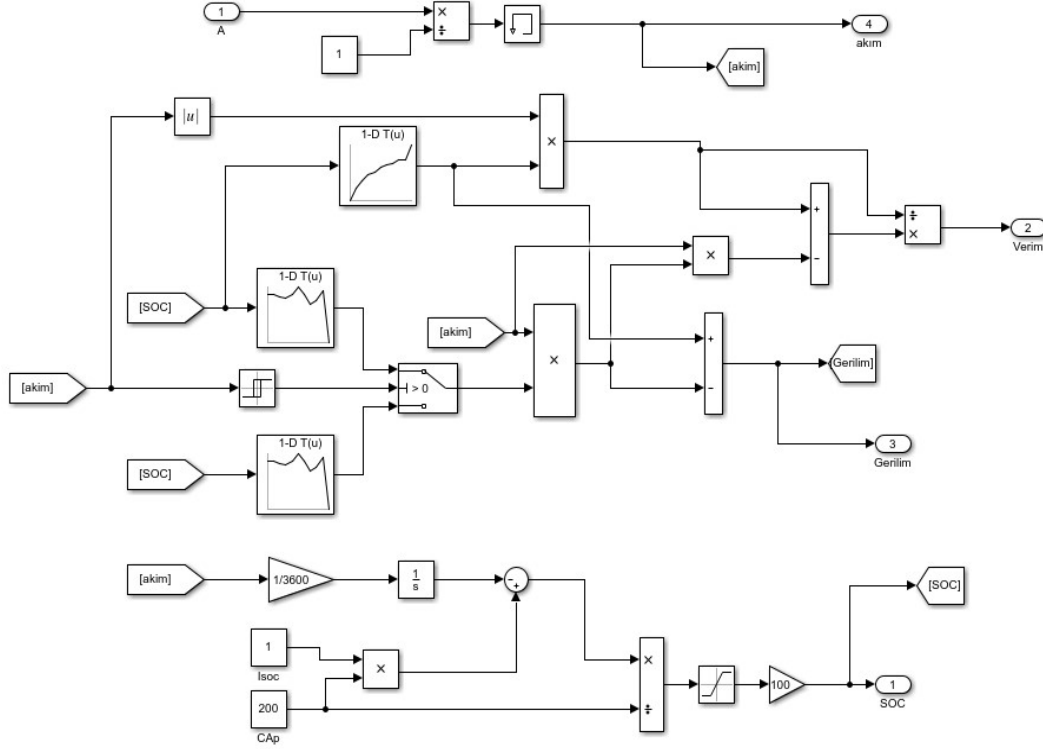 1
A
×
÷
1
4
akım
[akim]
|u|
1-D T(u)
×
÷
×
2
Verim
+
−
×
[SOC]
1-D T(u)
[akim]
×
+
−
[Gerilim]
[akim]
> 0
3
Gerilim
[SOC]
1-D T(u)
[akim]
1/3600
1
s
-
+
[SOC]
1
Isoc
×
×
÷
100
1
SOC
200
CAp